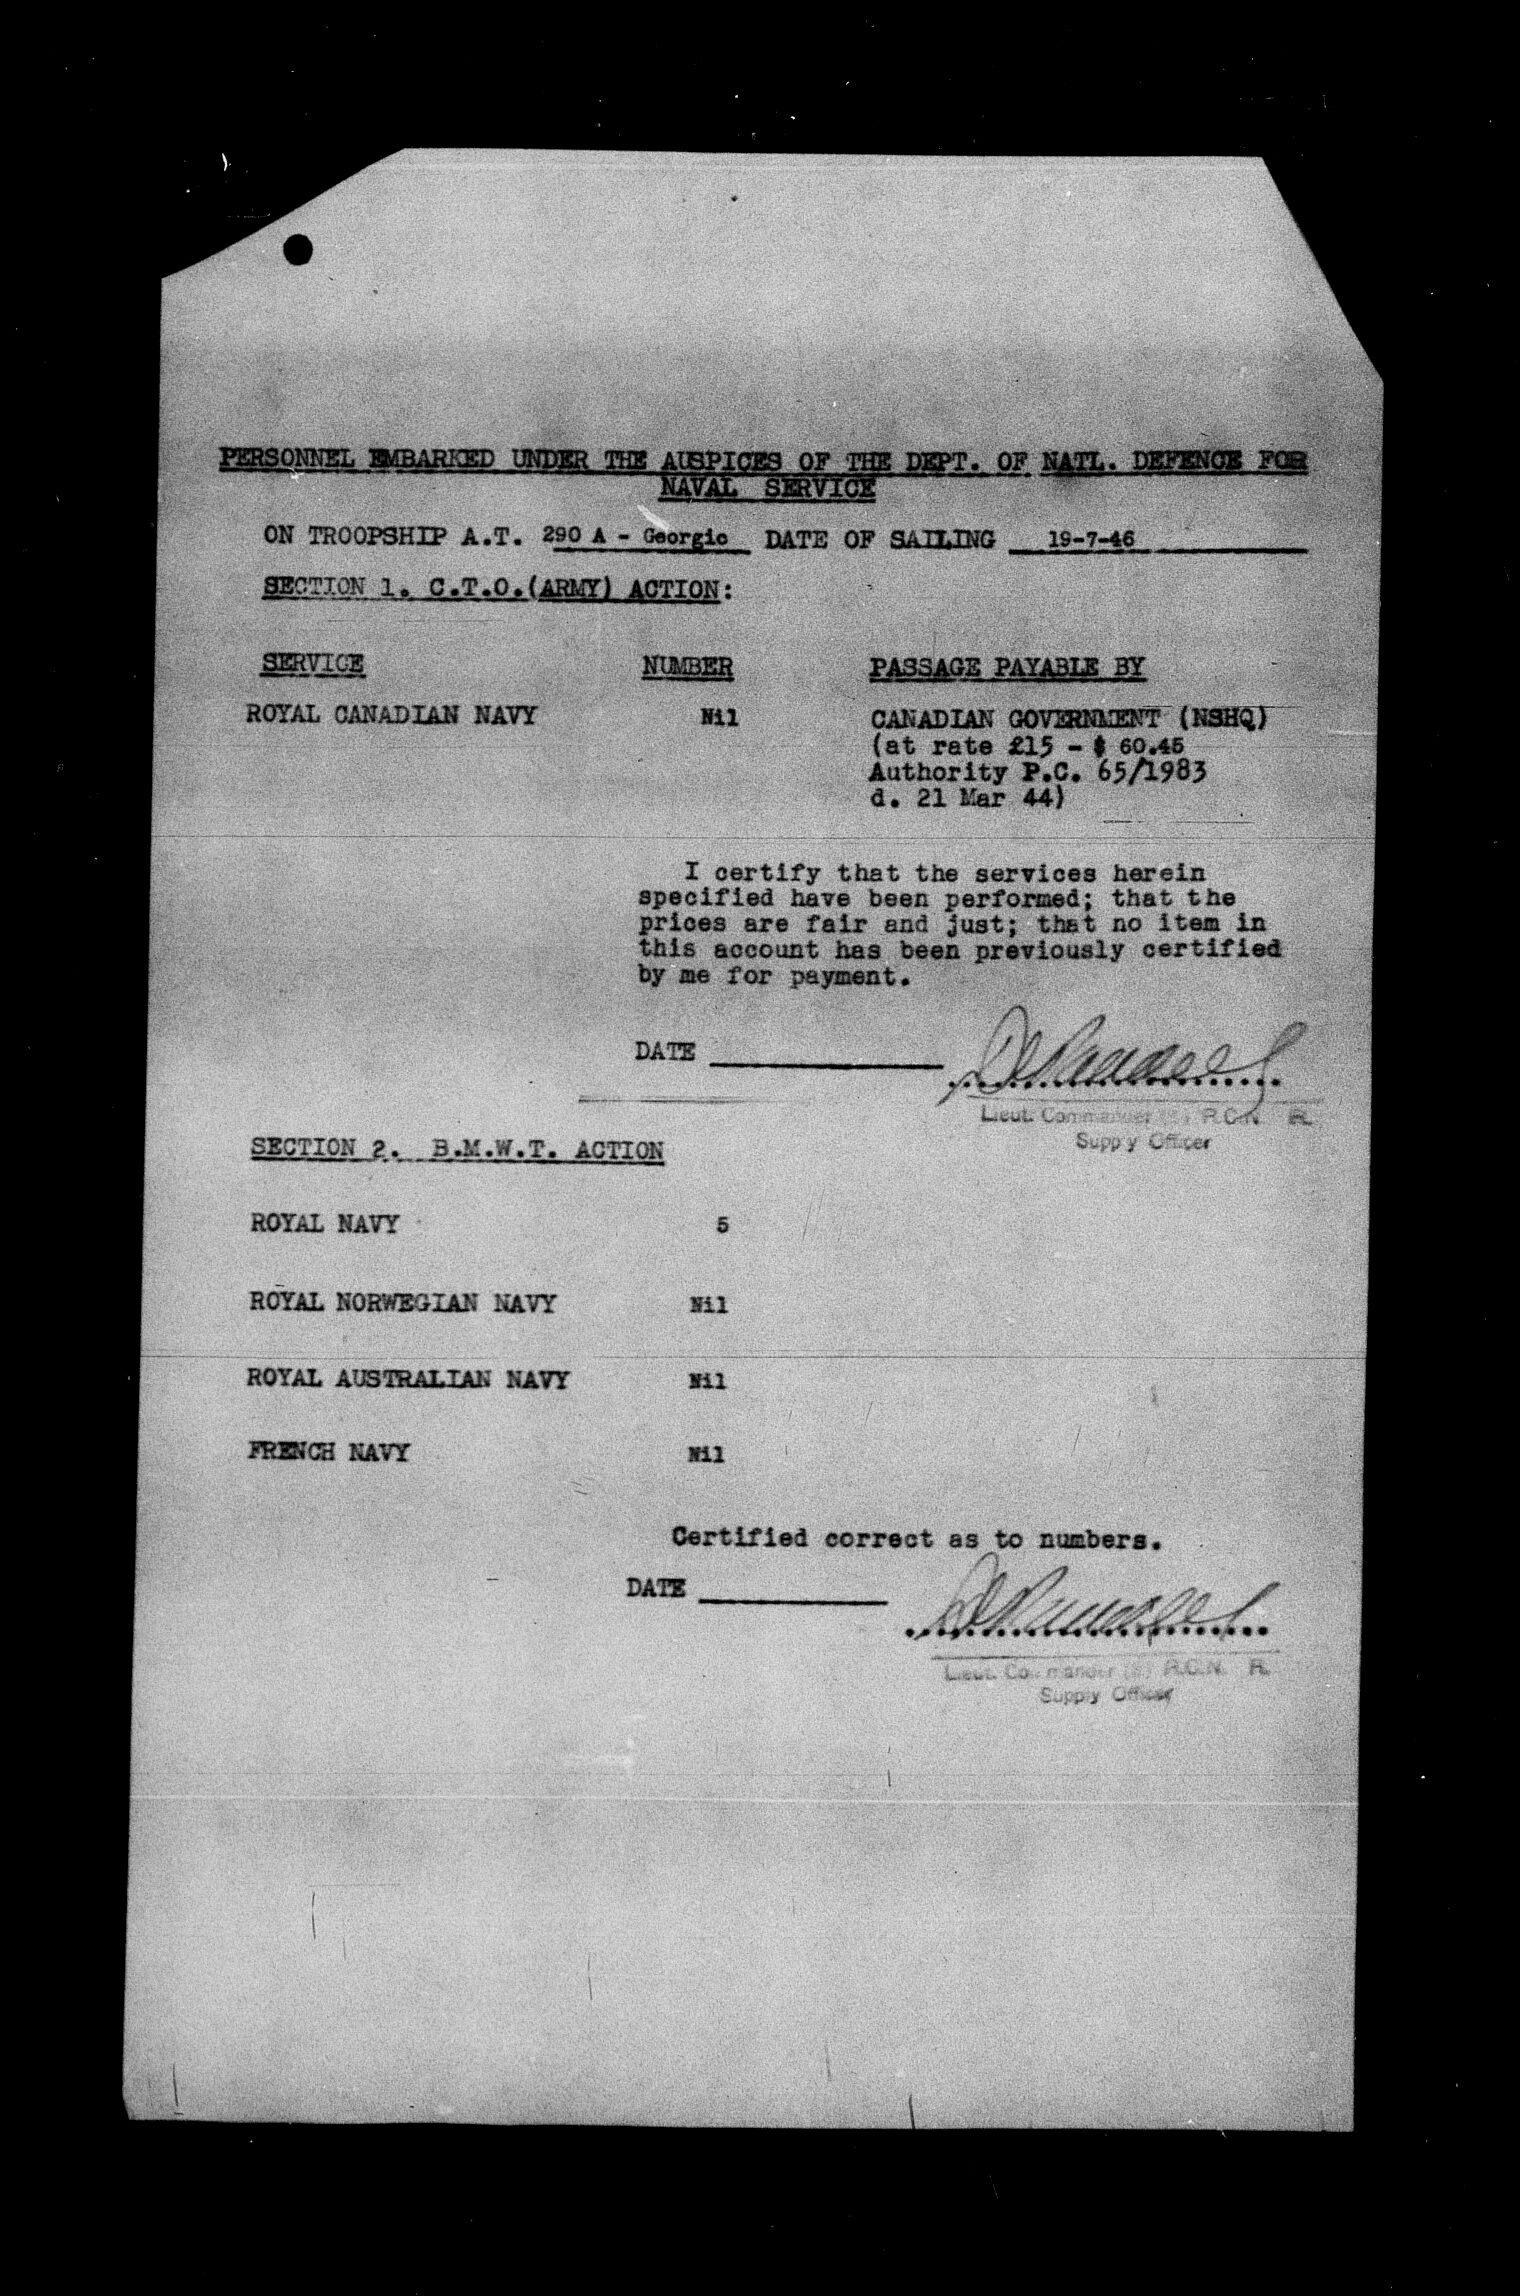 PERSONNEL EMBARKED UNDER THE AUSPICES OF THE DEPT. OF NATL. DEFENCE FOR
NAVAL SERVICE
ON TROOPSHIP A.T. 290 A - Georgic DATE OF SAILING 19-7-46
SECTION 1. C.T.O.(ARMY) ACTION:
SERVICE NUMBER PASSAGE PAYABLE BY
ROYAL CANADIAN NAVY Nil CANADIAN GOVERNMENT (NSHQ)
(at rate £15 - $ 60.45
Authority P.C. 65/1983
d. 21 Mar 44)
I certify that the services herein
specified have been performed; that the
prices are fair and just; that no item in
this account has been previously certified
by me for payment.
DATE
Lieut. Commander R.C.N. R.
Supply Officer
SECTION 2. B.M.W.T. ACTION
ROYAL NAVY 5
ROYAL NORWEGIAN NAVY Nil
ROYAL AUSTRALIAN NAVY Nil
FRENCH NAVY Nil
Certified correct as to numbers.
DATE
Lieut. Commander R.C.N. R.
Supply Officer